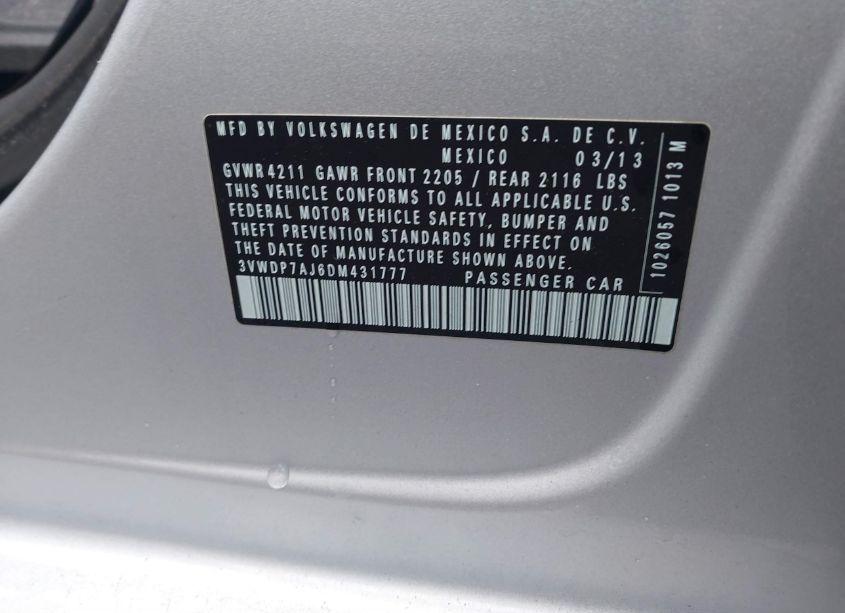 MFD BY VOLKSWAGEN DE MEXICO S.A. DE C.V.
MEXICO 03/13
GVWR 4211 GAWR FRONT 2205 / REAR 2116 LBS
THIS VEHICLE CONFORMS TO ALL APPLICABLE U.S.
FEDERAL MOTOR VEHICLE SAFETY, BUMPER AND
THEFT PREVENTION STANDARDS IN EFFECT ON
THE DATE OF MANUFACTURE SHOWN ABOVE.
3VWDP7AJ6DM431777 PASSENGER CAR
1026057 1013 M